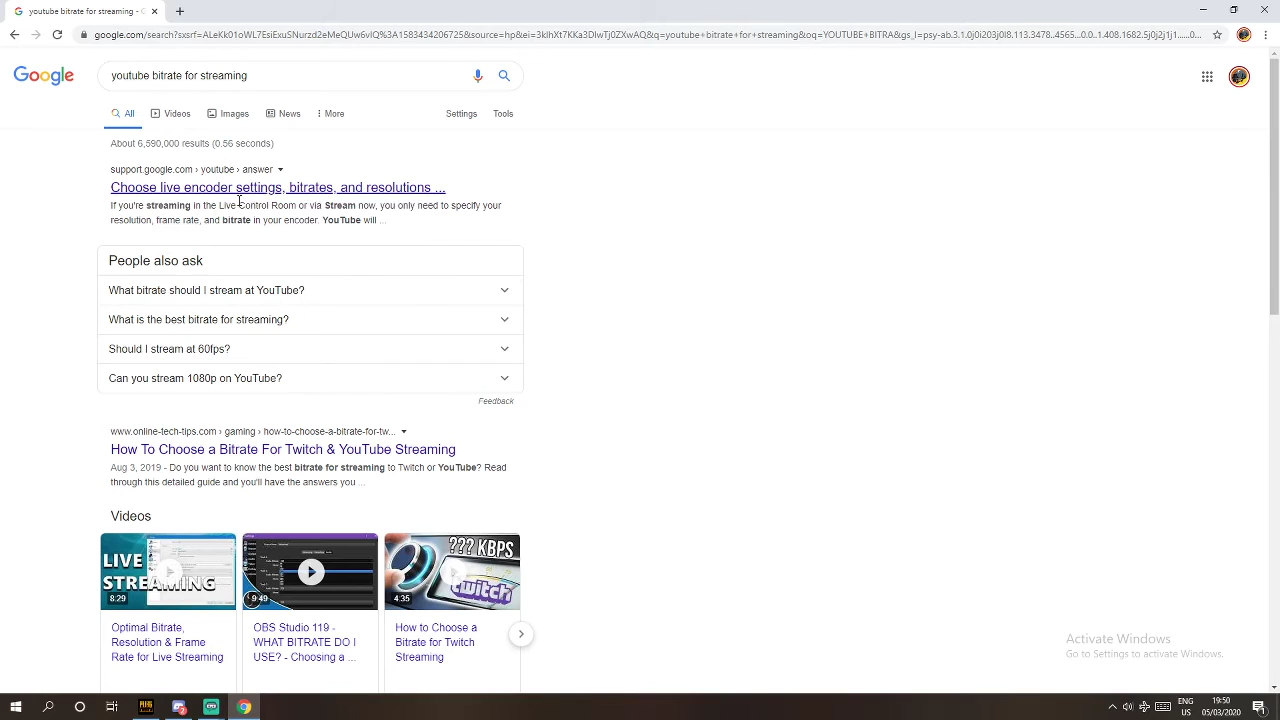 youtube bitrate for streaming - G
google.com/search?sxsrf=ALeKk01oWL7EsiExuSNurzd2eMeQUw6vIQ%3A1583434206725&source=hp&ei=3klhXt7KKa3DlwTj0ZXwAQ&q=youtube+bitrate+for+streaming&oq=YOUTUBE+BITRA&gs_l=psy-ab.3.1.0j0i203j0l8.113.3478..4565...0.0..1.408.1682.5j0j2j1j1......0...
Google
youtube bitrate for streaming
All Videos Images News More Settings Tools
About 6,590,000 results (0.56 seconds)
support.google.com › youtube › answer
Choose live encoder settings, bitrates, and resolutions ...
If you're streaming in the Live Control Room or via Stream now, you only need to specify your
resolution, frame rate, and bitrate in your encoder. YouTube will ...
People also ask
What bitrate should I stream at YouTube?
What is the best bitrate for streaming?
Should I stream at 60fps?
Can you stream 1080p on YouTube?
Feedback
www.online-tech-tips.com › gaming › how-to-choose-a-bitrate-for-tw...
How To Choose a Bitrate For Twitch & YouTube Streaming
Aug 3, 2019 - Do you want to know the best bitrate for streaming to Twitch or YouTube? Read
through this detailed guide and you'll have the answers you ...
Videos
LIVE
STREAMING
8:29
9:49
??? KBPS
twitch
4:35
Optimal Bitrate,
Resolution & Frame
Rate for Live Streaming
OBS Studio 119 -
WHAT BITRATE DO I
USE? - Choosing a ...
How to Choose a
Bitrate for Twitch
Streaming
Activate Windows
Go to Settings to activate Windows.
ENG
US
19:50
05/03/2020